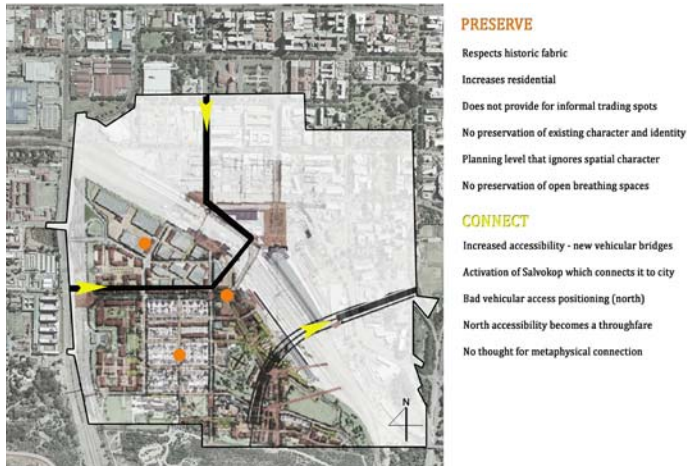 PRESERVE
Respects historic fabric
Increases residential
Does not provide for informal trading spots
No preservation of existing character and identity
Planning level that ignores spatial character
No preservation of open breathing spaces
CONNECT
Increased accessibility - new vehicular bridges
Activation of Salvokop which connects it to city
Bad vehicular access positioning (north)
North accessibility becomes a throughfare
No thought for metaphysical connection
N